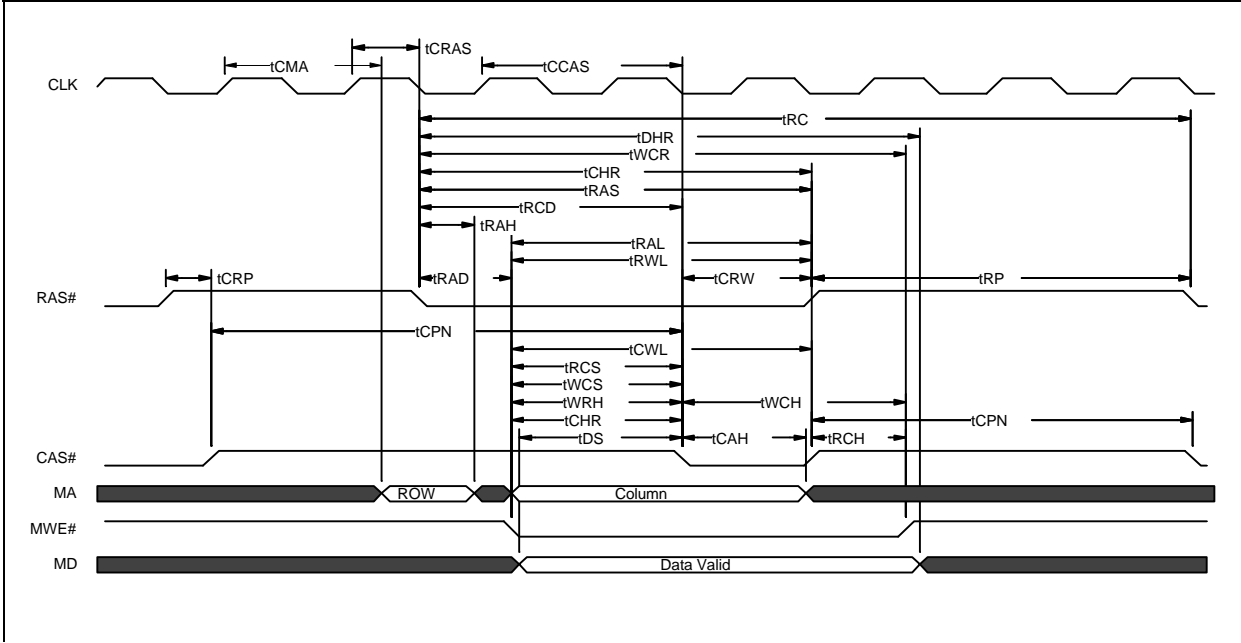 tCRAS
tCMA
tCCAS
CLK
tRC
tDHR
tWCR
tCHR
tRAS
tRCD
tRAH
tRAL
tRWL
tCRP
tRAD
tCRW
tRP
RAS#
tCPN
tCWL
tRCS
tWCS
tWRH
tWCH
tCHR
tCPN
tDS
tCAH
tRCH
CAS#
MA
ROW
Column
MWE#
MD
Data Valid